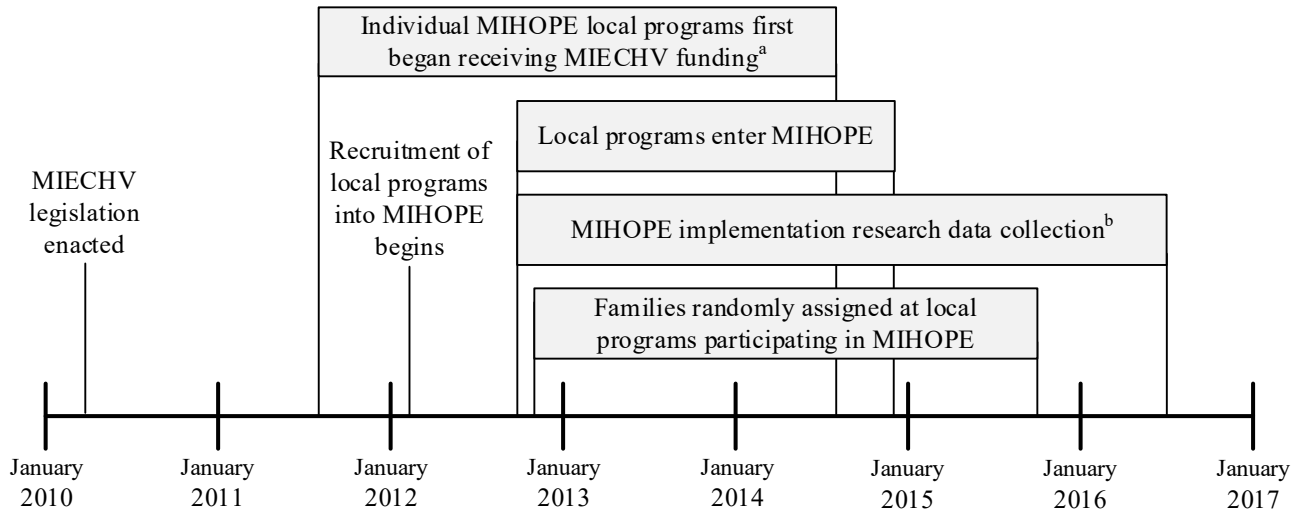 Individual MIHOPE local programs first
began receiving MIECHV fundingᵃ
Local programs enter MIHOPE
Recruitment of
local programs
into MIHOPE
begins
MIECHV
legislation
enacted
MIHOPE implementation research data collectionᵇ
Families randomly assigned at local
programs participating in MIHOPE
January
2010
January
2011
January
2012
January
2013
January
2014
January
2015
January
2016
January
2017